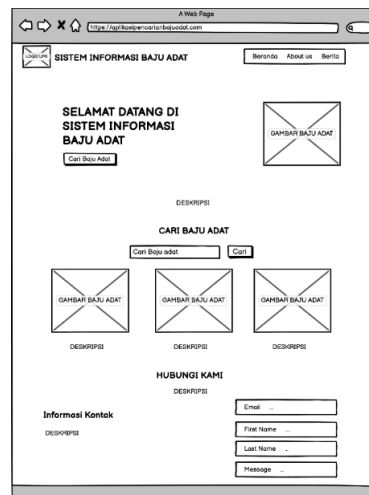 A Web Page
https://aplikasipencarianbajuadat.com
LOGO UMI
SISTEM INFORMASI BAJU ADAT
Beranda About us Berita
SELAMAT DATANG DI
SISTEM INFORMASI
BAJU ADAT
Cari Baju Adat
GAMBAR BAJU ADAT
DESKRIPSI
CARI BAJU ADAT
Cari Baju adat
Cari
GAMBAR BAJU ADAT
GAMBAR BAJU ADAT
GAMBAR BAJU ADAT
DESKRIPSI
DESKRIPSI
DESKRIPSI
HUBUNGI KAMI
DESKRIPSI
Informasi Kontak
DESKRIPSI
Email ...
First Name ...
Last Name ...
Message ...